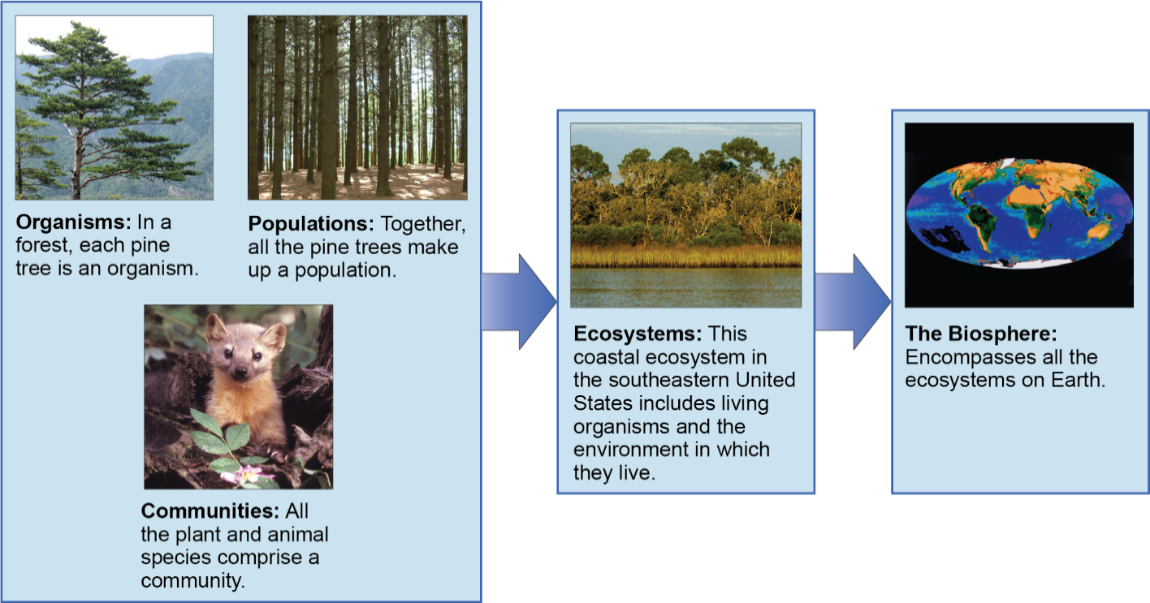 Organisms: In a
forest, each pine
tree is an organism.
Populations: Together,
all the pine trees make
up a population.
Communities: All
the plant and animal
species comprise a
community.
Ecosystems: This
coastal ecosystem in
the southeastern United
States includes living
organisms and the
environment in which
they live.
The Biosphere:
Encompasses all the
ecosystems on Earth.